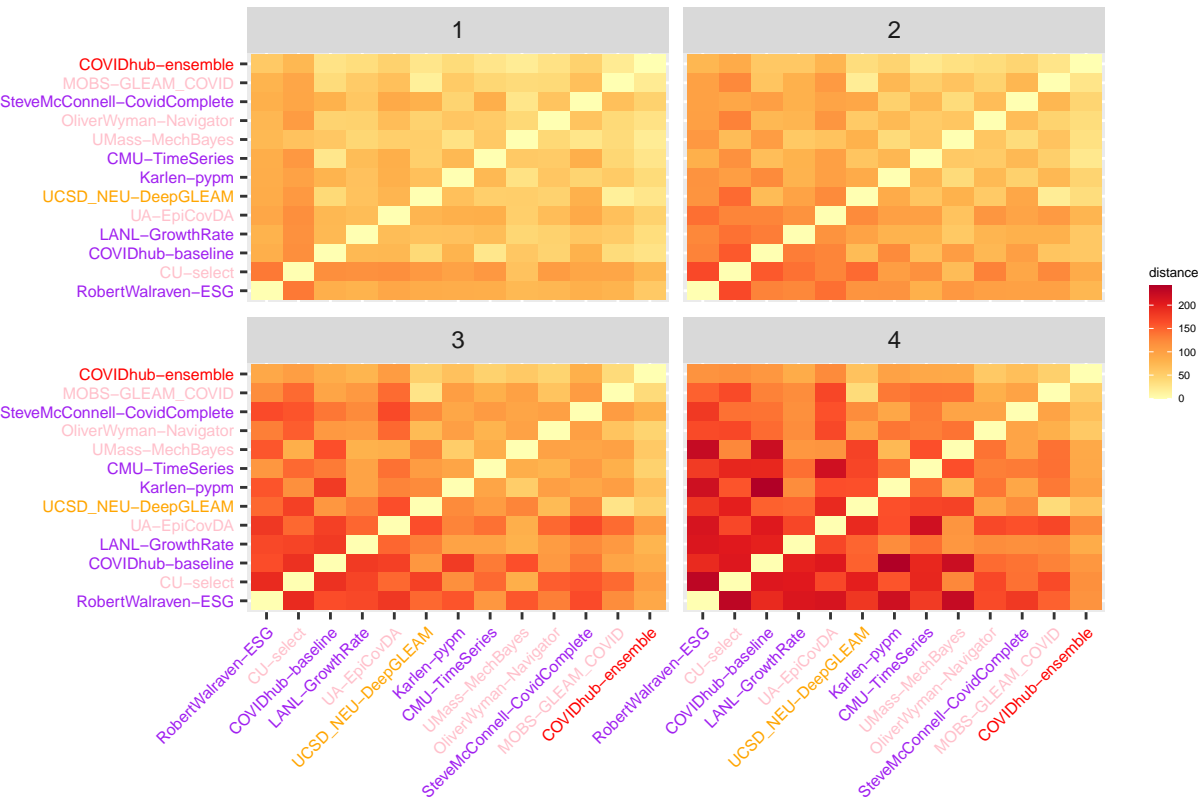 1
2
COVIDhub−ensemble
MOBS−GLEAM_COVID
SteveMcConnell−CovidComplete
OliverWyman−Navigator
UMass−MechBayes
CMU−TimeSeries
Karlen−pypm
UCSD_NEU−DeepGLEAM
UA−EpiCovDA
LANL−GrowthRate
COVIDhub−baseline
CU−select
RobertWalraven−ESG
distance
200
150
100
50
0
3
4
COVIDhub−ensemble
MOBS−GLEAM_COVID
SteveMcConnell−CovidComplete
OliverWyman−Navigator
UMass−MechBayes
CMU−TimeSeries
Karlen−pypm
UCSD_NEU−DeepGLEAM
UA−EpiCovDA
LANL−GrowthRate
COVIDhub−baseline
CU−select
RobertWalraven−ESG
RobertWalraven−ESG
CU−select
COVIDhub−baseline
LANL−GrowthRate
UA−EpiCovDA
UCSD_NEU−DeepGLEAM
Karlen−pypm
CMU−TimeSeries
UMass−MechBayes
OliverWyman−Navigator
SteveMcConnell−CovidComplete
MOBS−GLEAM_COVID
COVIDhub−ensemble
RobertWalraven−ESG
CU−select
COVIDhub−baseline
LANL−GrowthRate
UA−EpiCovDA
UCSD_NEU−DeepGLEAM
Karlen−pypm
CMU−TimeSeries
UMass−MechBayes
OliverWyman−Navigator
SteveMcConnell−CovidComplete
MOBS−GLEAM_COVID
COVIDhub−ensemble